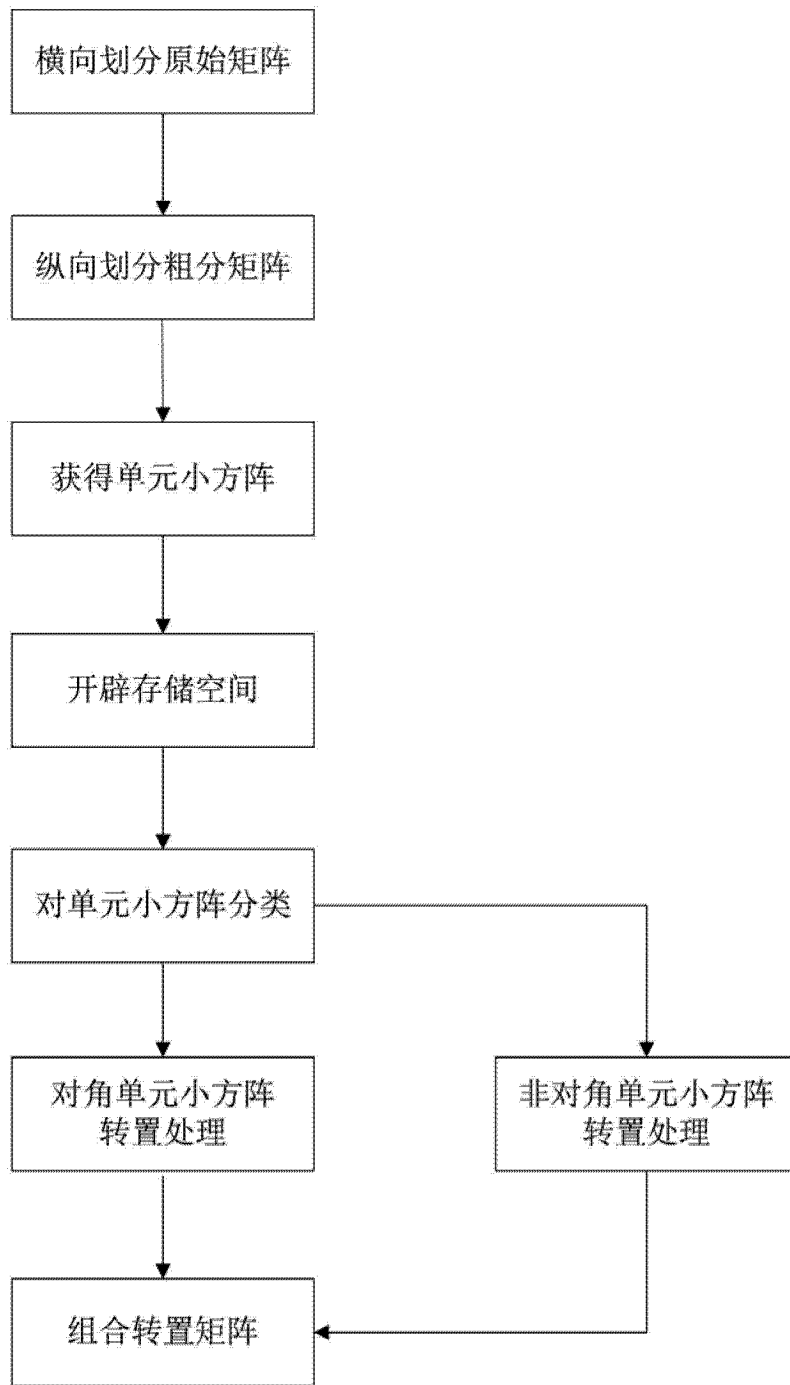 横向划分原始矩阵
纵向划分粗分矩阵
获得单元小方阵
开辟存储空间
对单元小方阵分类
对角单元小方阵
转置处理
非对角单元小方阵
转置处理
组合转置矩阵